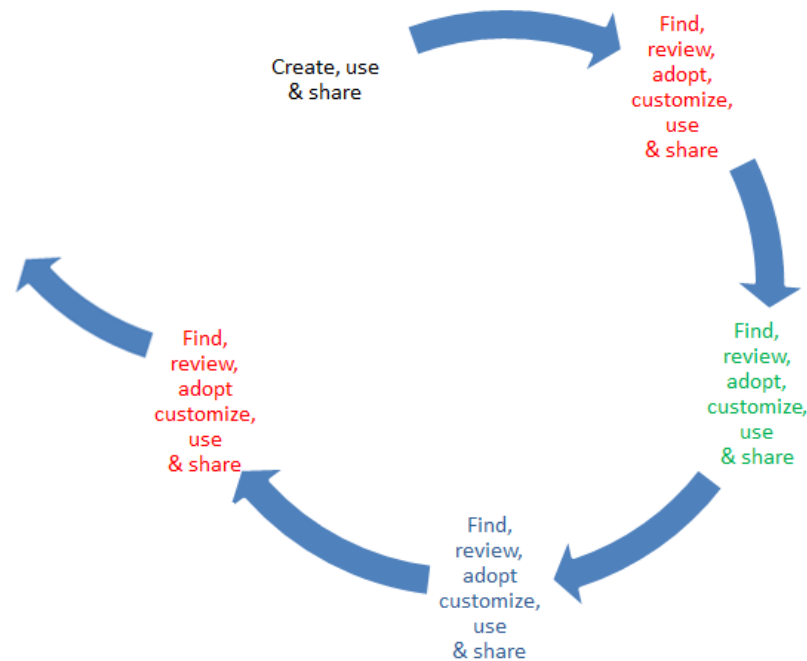 Create, use
& share
Find,
review,
adopt,
customize,
use
& share
Find,
review,
adopt,
customize,
use
& share
Find,
review,
adopt
customize,
use
& share
Find,
review,
adopt
customize,
use
& share